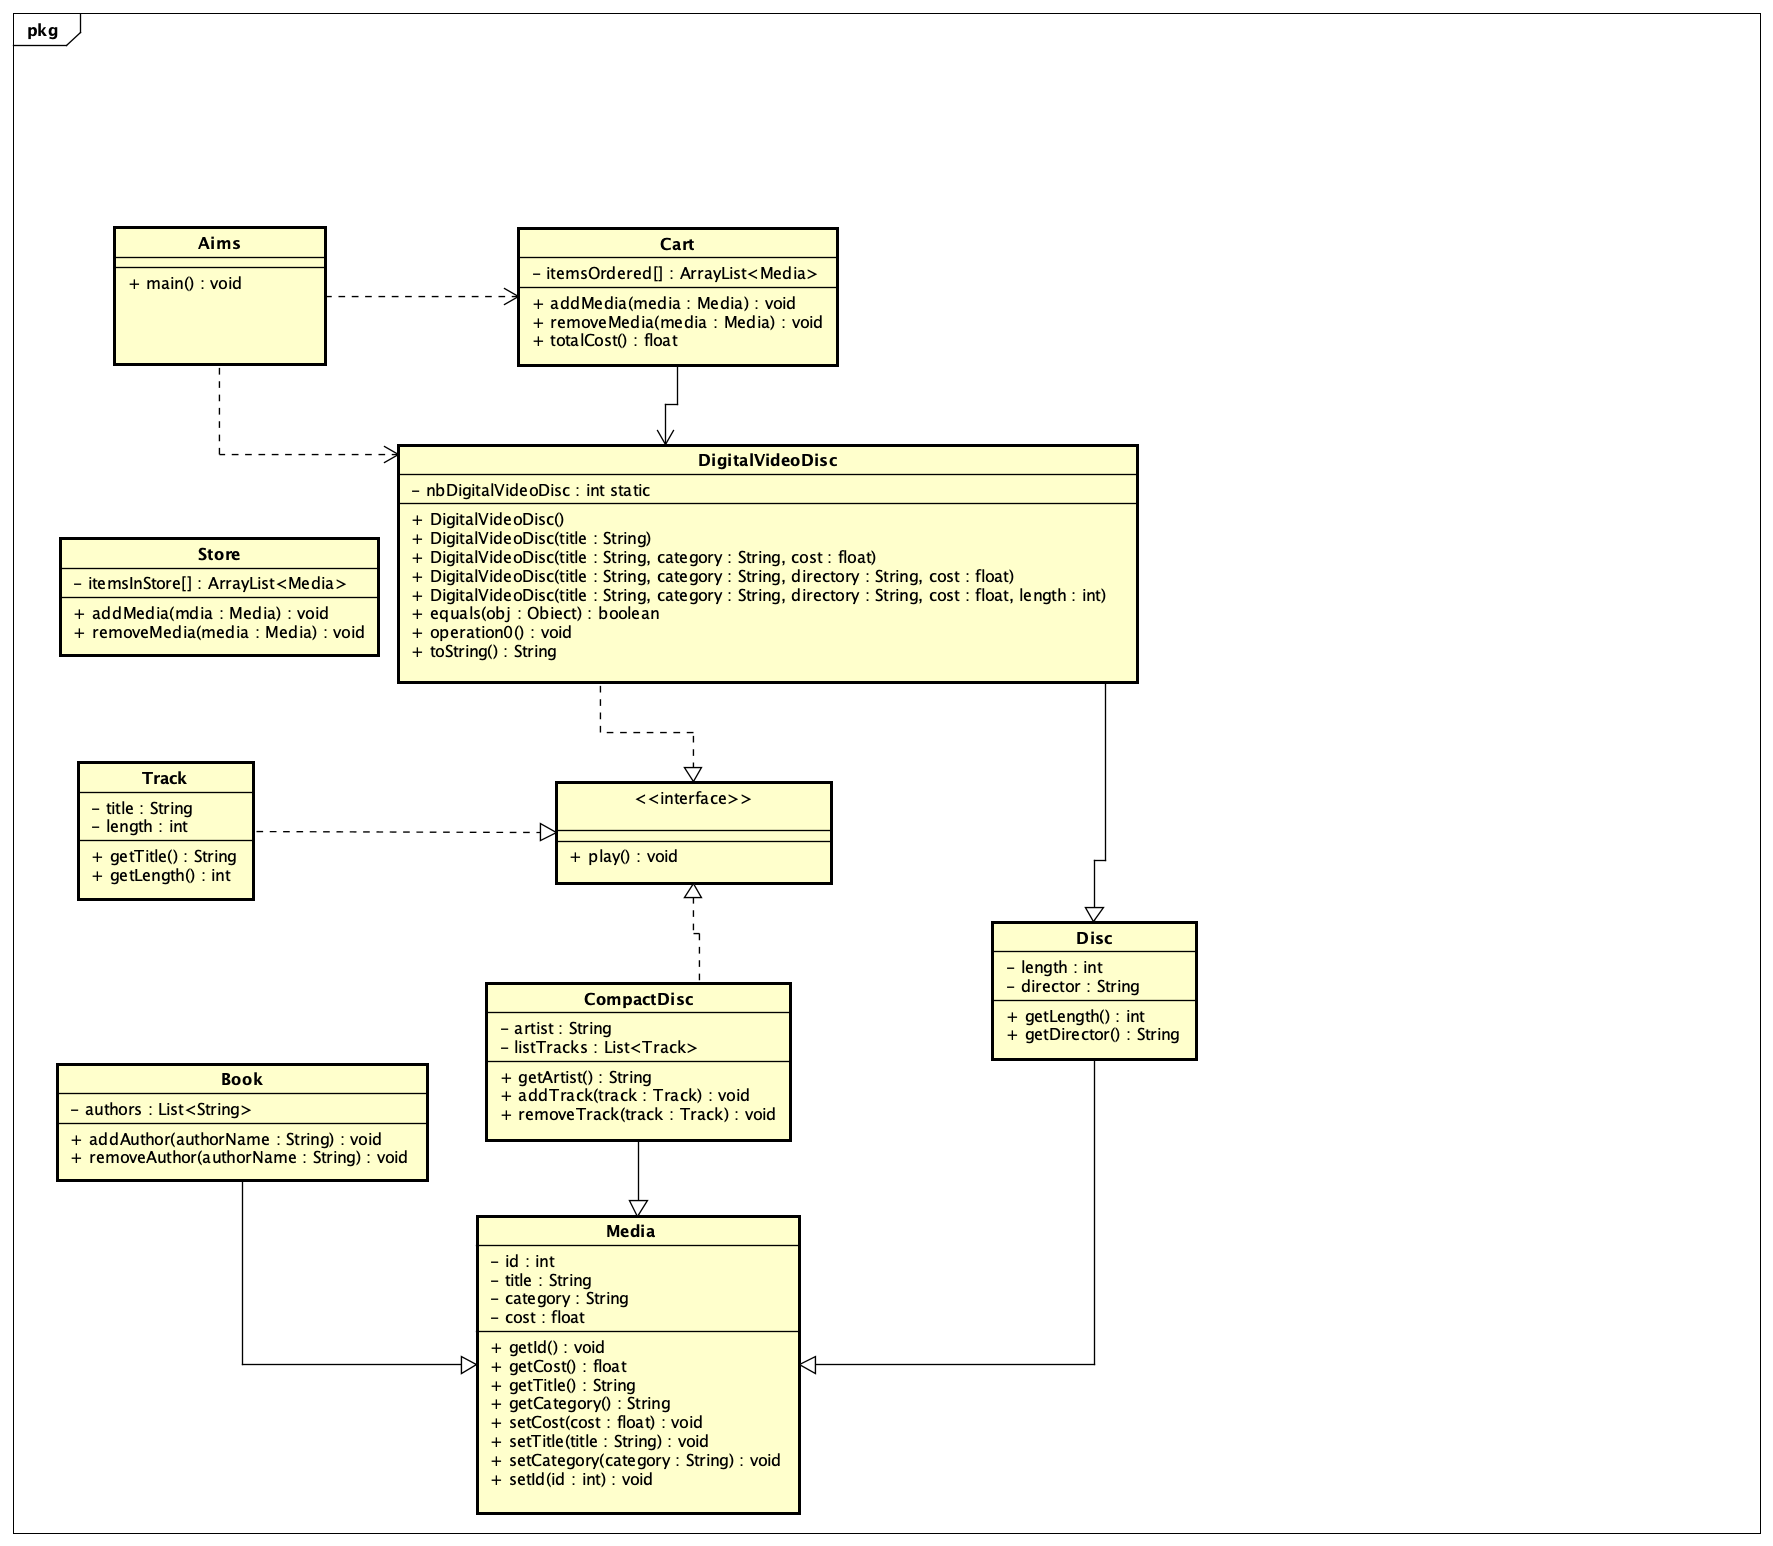 pkg
Aims
+ main() : void
Cart
- itemsOrdered[] : ArrayList<Media>
+ addMedia(media : Media) : void
+ removeMedia(media : Media) : void
+ totalCost() : float
DigitalVideoDisc
- nbDigitalVideoDisc : int static
+ DigitalVideoDisc()
+ DigitalVideoDisc(title : String)
+ DigitalVideoDisc(title : String, category : String, cost : float)
+ DigitalVideoDisc(title : String, category : String, directory : String, cost : float)
+ DigitalVideoDisc(title : String, category : String, directory : String, cost : float, length : int)
+ equals(obj : Obiect) : boolean
+ operation0() : void
+ toString() : String
Store
- itemsInStore[] : ArrayList<Media>
+ addMedia(mdia : Media) : void
+ removeMedia(media : Media) : void
Track
- title : String
- length : int
+ getTitle() : String
+ getLength() : int
<<interface>>
+ play() : void
Disc
- length : int
- director : String
+ getLength() : int
+ getDirector() : String
CompactDisc
- artist : String
- listTracks : List<Track>
+ getArtist() : String
+ addTrack(track : Track) : void
+ removeTrack(track : Track) : void
Book
- authors : List<String>
+ addAuthor(authorName : String) : void
+ removeAuthor(authorName : String) : void
Media
- id : int
- title : String
- category : String
- cost : float
+ getId() : void
+ getCost() : float
+ getTitle() : String
+ getCategory() : String
+ setCost(cost : float) : void
+ setTitle(title : String) : void
+ setCategory(category : String) : void
+ setId(id : int) : void